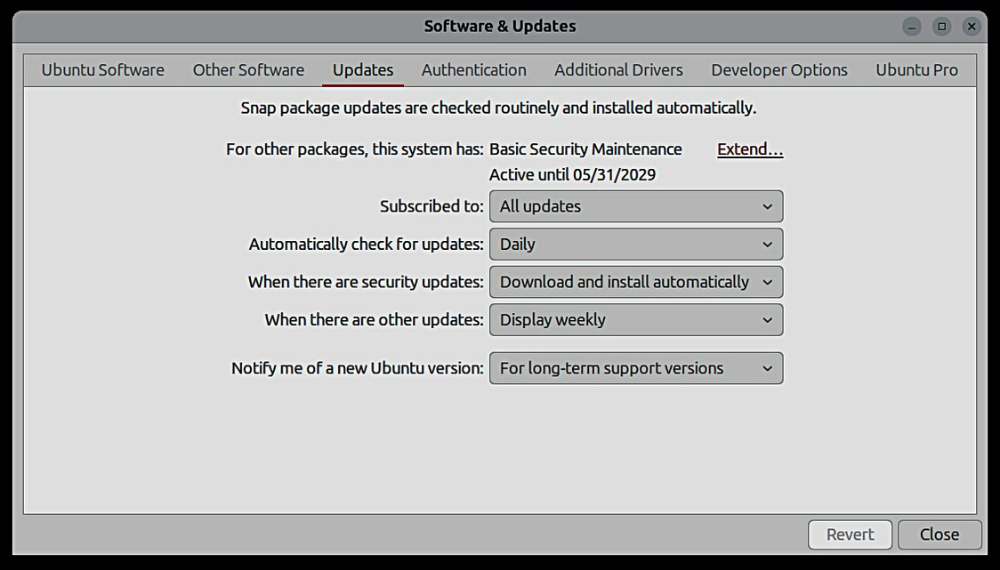 Software & Updates
Ubuntu Software Other Software Updates Authentication Additional Drivers Developer Options Ubuntu Pro
Snap package updates are checked routinely and installed automatically.
For other packages, this system has: Basic Security Maintenance Extend...
Active until 05/31/2029
Subscribed to: All updates
Automatically check for updates: Daily
When there are security updates: Download and install automatically
When there are other updates: Display weekly
Notify me of a new Ubuntu version: For long-term support versions
Revert Close